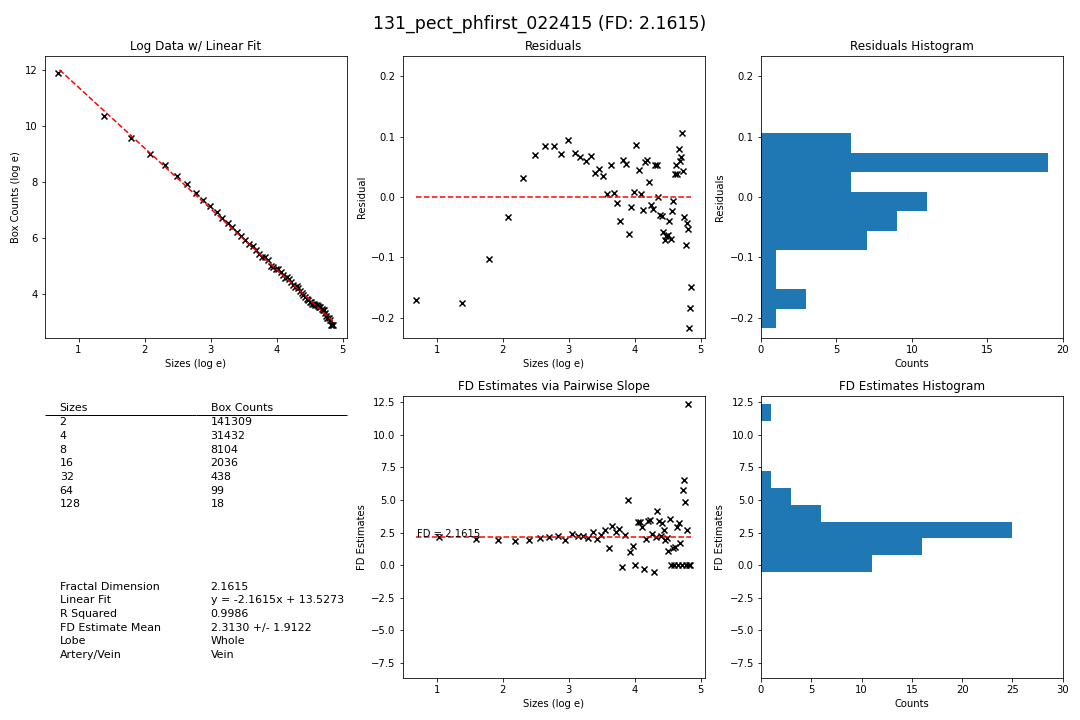 131_pect_phfirst_022415 (FD: 2.1615)
Log Data w/ Linear Fit
Box Counts (log e)
12
10
8
6
4
1 2 3 4 5
Sizes (log e)
Residuals
Residual
0.2
0.1
0.0
−0.1
−0.2
1 2 3 4 5
Sizes (log e)
Residuals Histogram
Residuals
0.2
0.1
0.0
−0.1
−0.2
0 5 10 15 20
Counts
Sizes Box Counts
2 141309
4 31432
8 8104
16 2036
32 438
64 99
128 18
Fractal Dimension 2.1615
Linear Fit y = -2.1615x + 13.5273
R Squared 0.9986
FD Estimate Mean 2.3130 +/- 1.9122
Lobe Whole
Artery/Vein Vein
FD Estimates via Pairwise Slope
FD Estimates
12.5
10.0
7.5
5.0
2.5
0.0
−2.5
−5.0
−7.5
FD = 2.1615
1 2 3 4 5
Sizes (log e)
FD Estimates Histogram
FD Estimates
12.5
10.0
7.5
5.0
2.5
0.0
−2.5
−5.0
−7.5
0 5 10 15 20 25 30
Counts